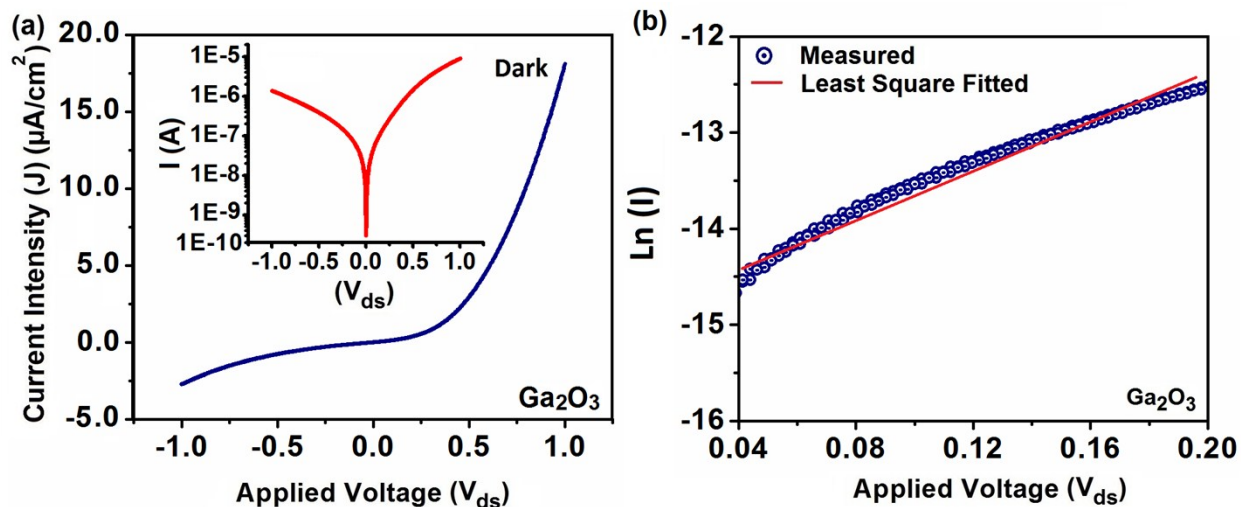 (a)
Current Intensity (J) (µA/cm²)
20.0
15.0
10.0
5.0
0.0
-5.0
-1.0 -0.5 0.0 0.5 1.0
Applied Voltage (Vds)
Ga₂O₃
I (A)
1E-5
1E-6
1E-7
1E-8
1E-9
1E-10
Dark
-1.0 -0.5 0.0 0.5 1.0
(Vds)
(b)
Ln (I)
-12
-13
-14
-15
-16
Measured
Least Square Fitted
Ga₂O₃
0.04 0.08 0.12 0.16 0.20
Applied Voltage (Vds)